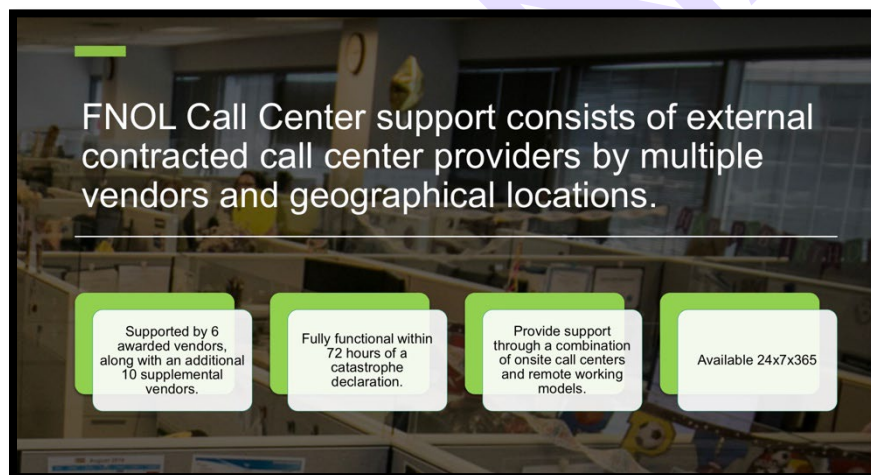 FNOL Call Center support consists of external
contracted call center providers by multiple
vendors and geographical locations.
Supported by 6
awarded vendors,
along with an additional
10 supplemental
vendors.
Fully functional within
72 hours of a
catastrophe
declaration.
Provide support
through a combination
of onsite call centers
and remote working
models.
Available 24x7x365